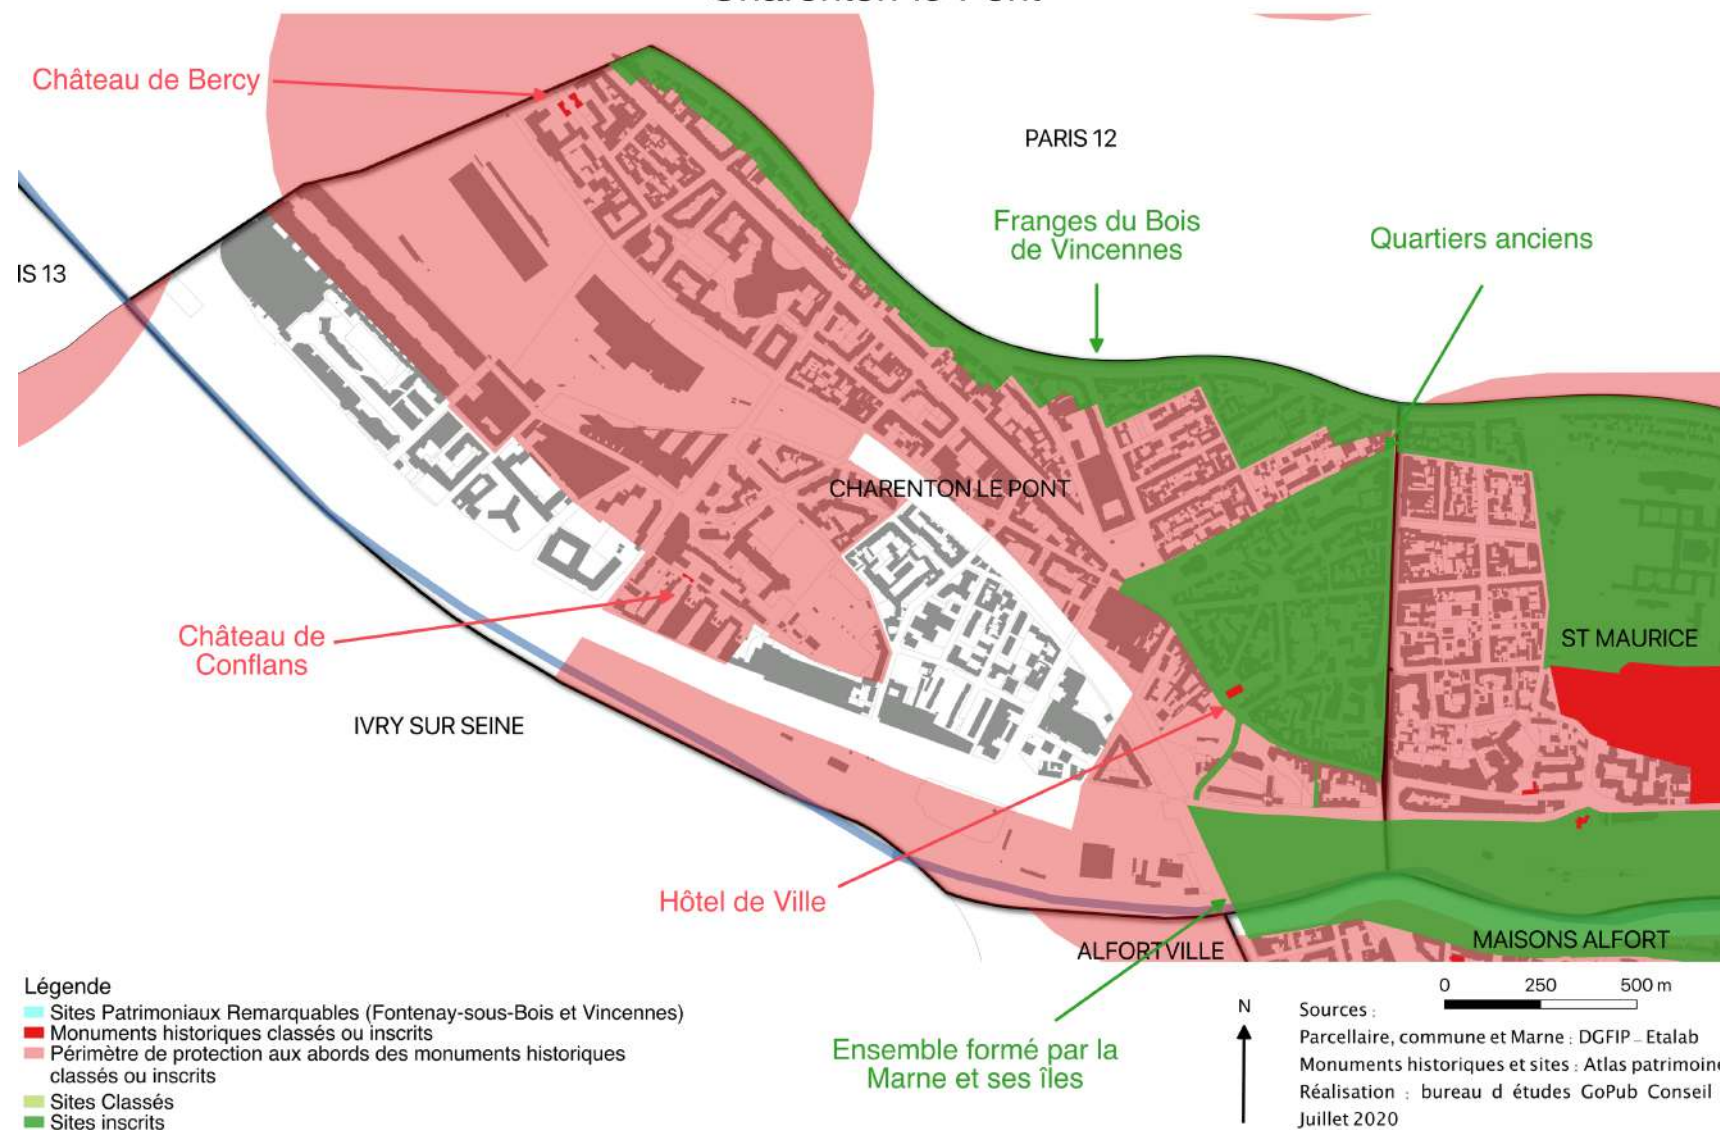 Charenton-le-Pont
Château de Bercy
PARIS 12
Franges du Bois
de Vincennes
Quartiers anciens
IS 13
CHARENTON LE PONT
Château de
Conflans
ST MAURICE
IVRY SUR SEINE
Hôtel de Ville
ALFORTVILLE
MAISONS ALFORT
Ensemble formé par la
Marne et ses îles
Légende
Sites Patrimoniaux Remarquables (Fontenay-sous-Bois et Vincennes)
Monuments historiques classés ou inscrits
Périmètre de protection aux abords des monuments historiques
classés ou inscrits
Sites Classés
Sites inscrits
N
0 250 500 m
Sources :
Parcellaire, commune et Marne : DGFIP - Etalab
Monuments historiques et sites : Atlas patrimoine
Réalisation : bureau d études GoPub Conseil
Juillet 2020